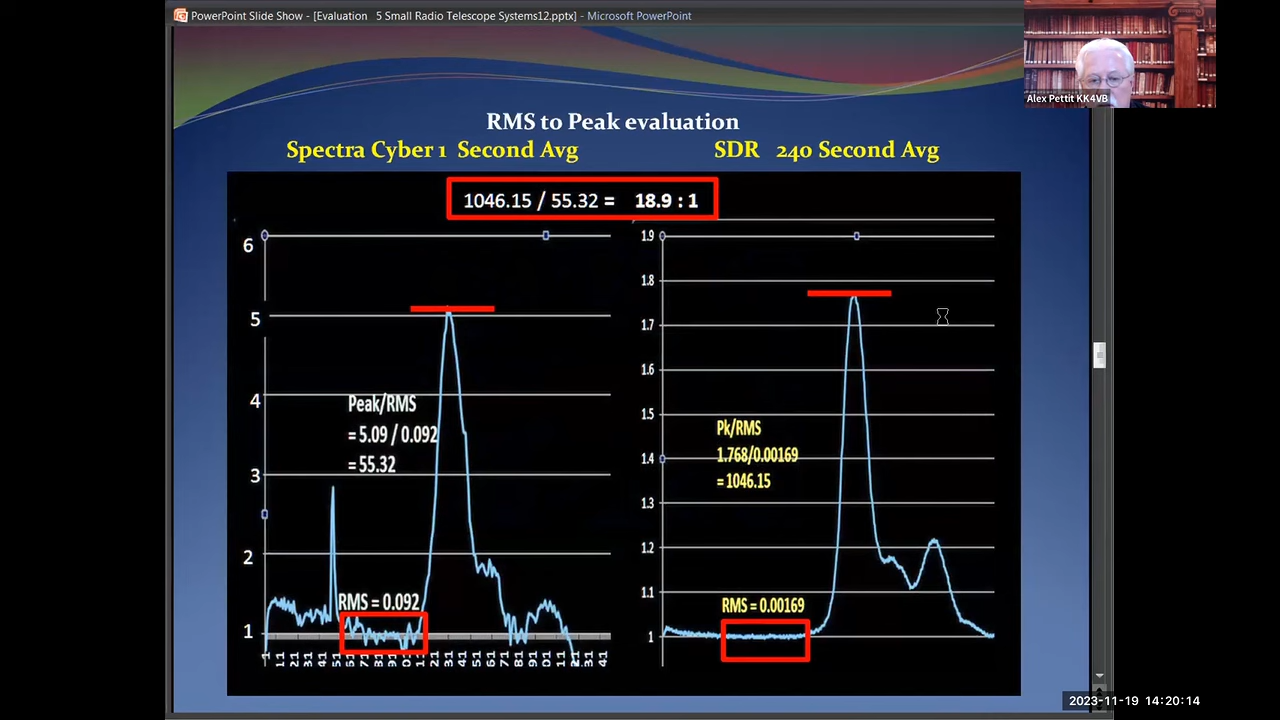 PowerPoint Slide Show - [Evaluation 5 Small Radio Telescope Systems12.pptx] - Microsoft PowerPoint
Alex Pettit KK4VB
RMS to Peak evaluation
Spectra Cyber 1 Second Avg
SDR 240 Second Avg
1046.15 / 55.32 = 18.9 : 1
6
5
4
3
2
1
Peak/RMS
= 5.09 / 0.092
= 55.32
RMS = 0.092
1.9
1.8
1.7
1.6
1.5
1.4
1.3
1.2
1.1
1
Pk/RMS
1.768/0.00169
= 1046.15
RMS = 0.00169
2023-11-19 14:20:14